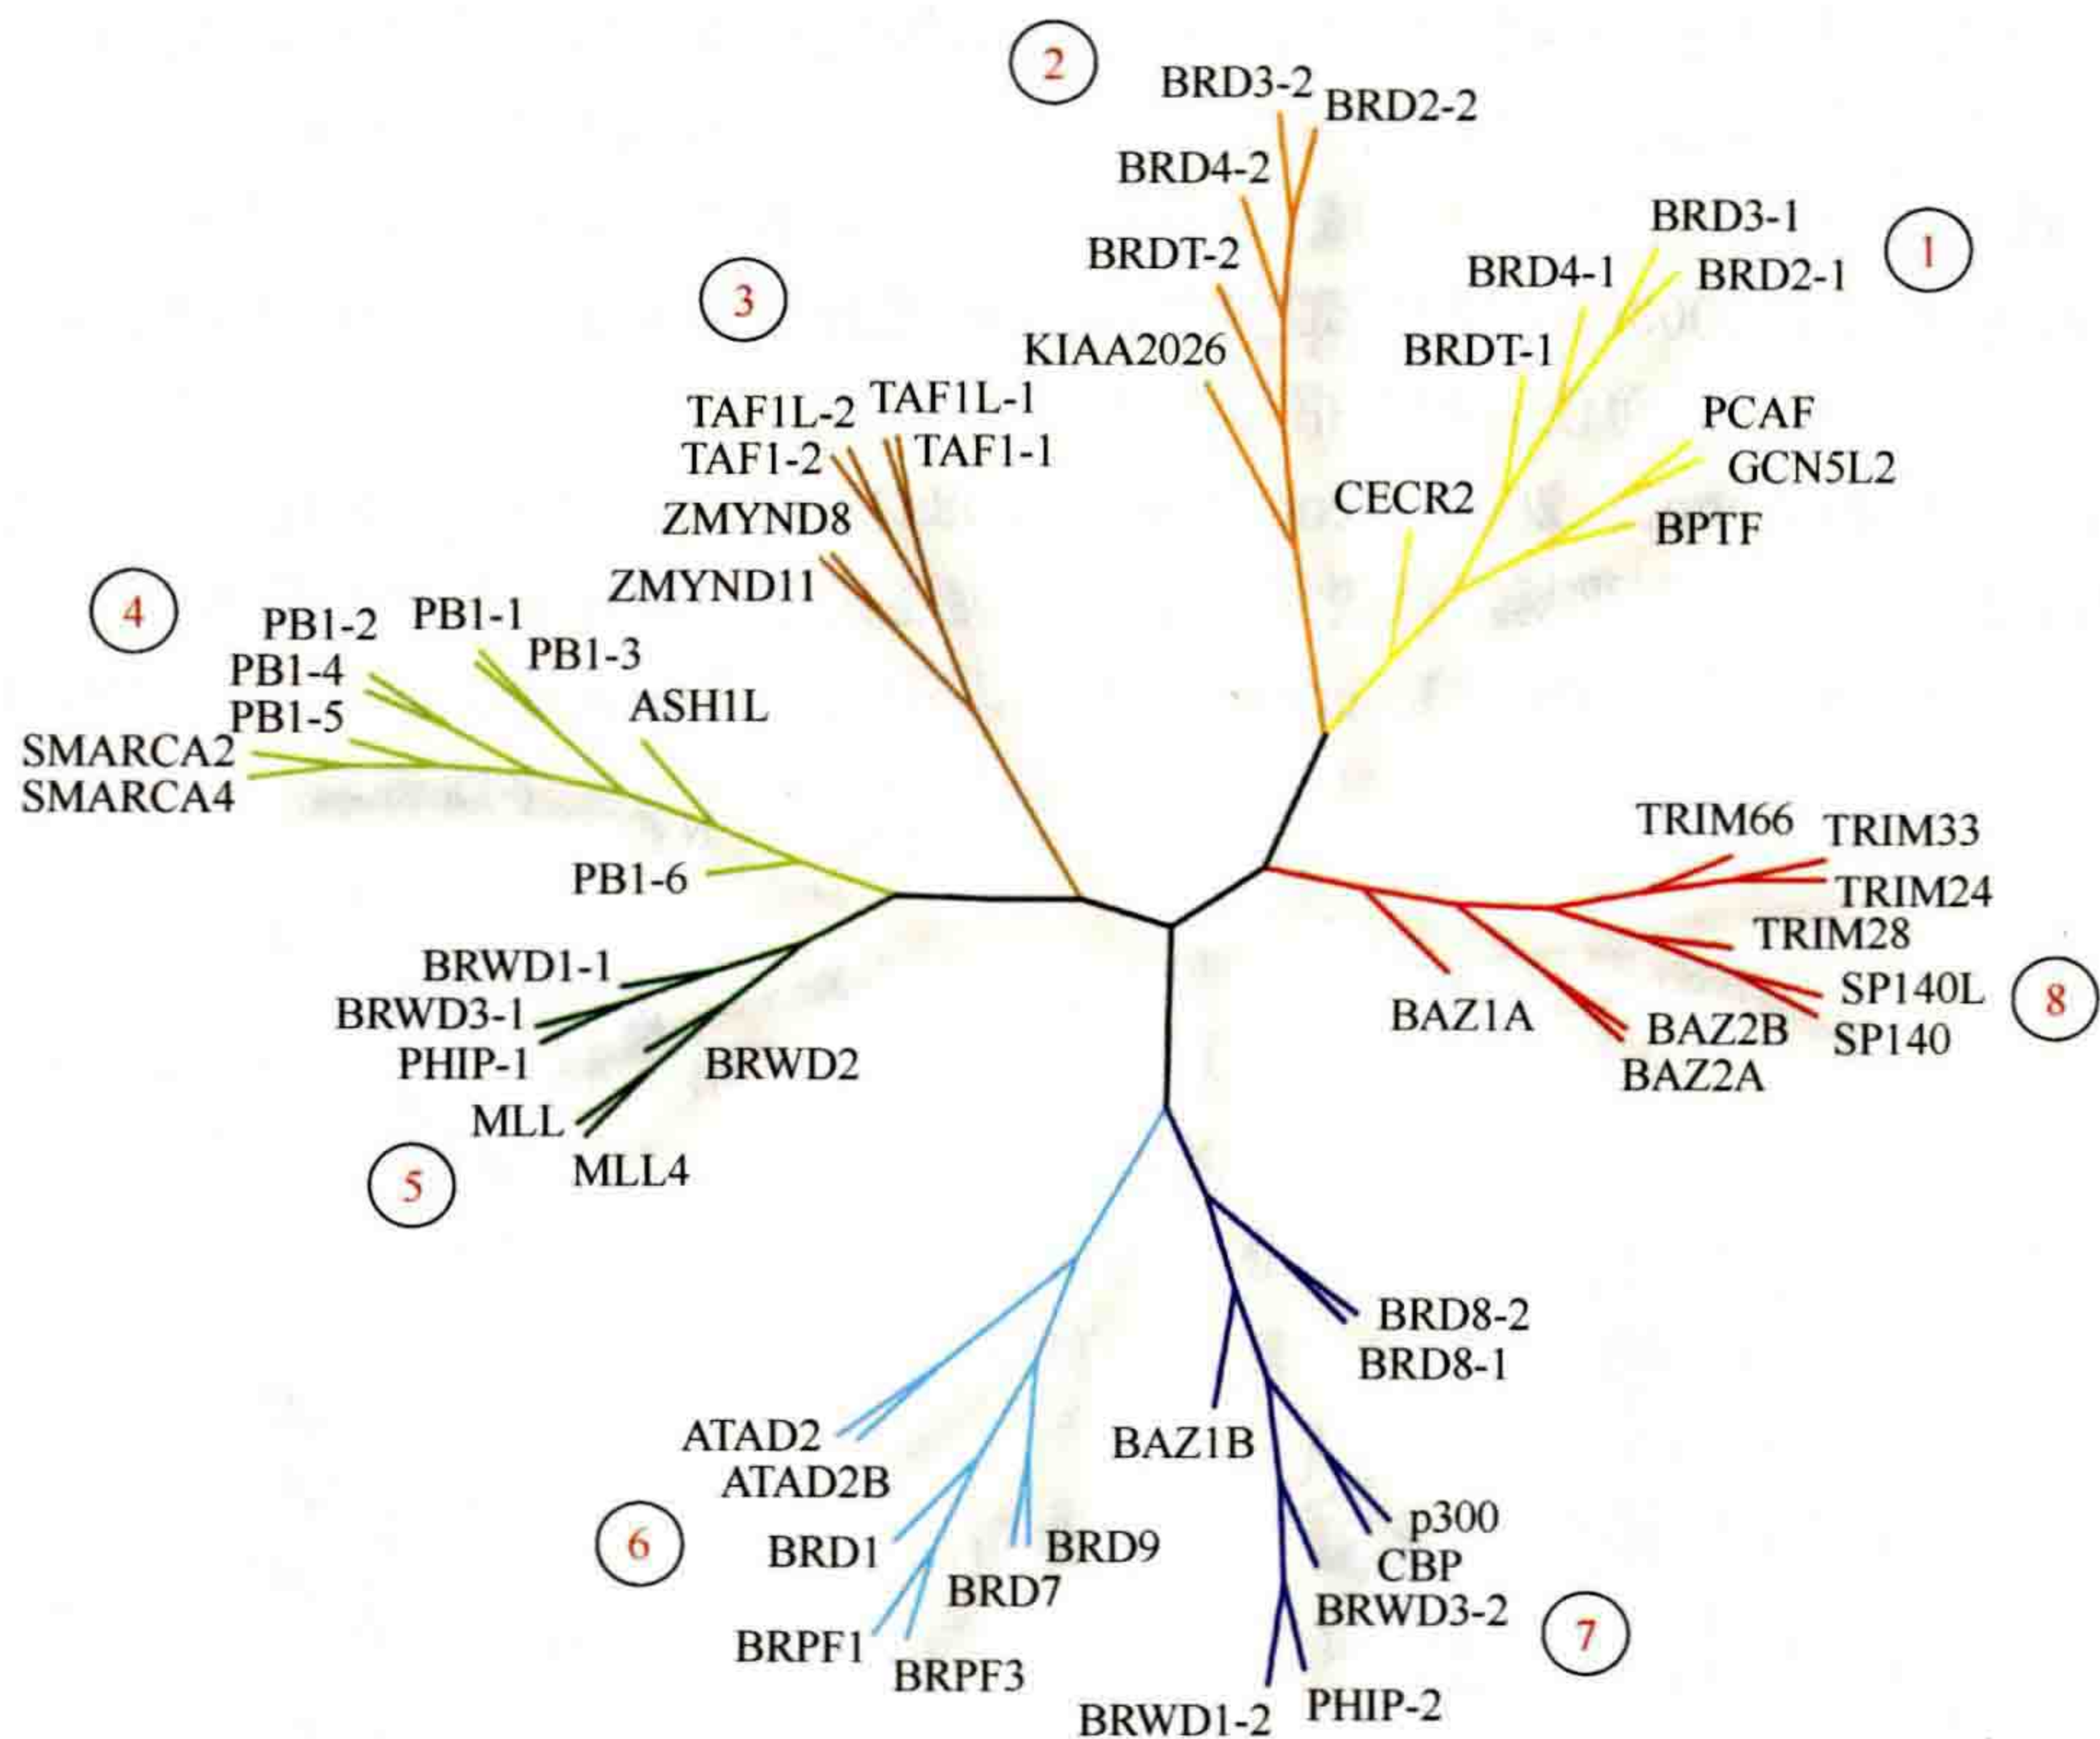 2
BRD3-2
BRD2-2
BRD4-2
BRDT-2
KIAA2026
BRD3-1
1
BRD4-1
BRD2-1
BRDT-1
PCAF
GCN5L2
CECR2
BPTF
3
TAF1L-2
TAF1L-1
TAF1-2
TAF1-1
ZMYND8
ZMYND11
4
PB1-2
PB1-1
PB1-4
PB1-3
PB1-5
ASH1L
SMARCA2
SMARCA4
PB1-6
BRWD1-1
BRWD3-1
PHIP-1
BRWD2
MLL
MLL4
5
TRIM66
TRIM33
TRIM24
TRIM28
SP140L
8
BAZ1A
BAZ2B
SP140
BAZ2A
BRD8-2
BRD8-1
ATAD2
BAZ1B
ATAD2B
6
BRD1
BRD9
BRD7
BRPF1
BRPF3
p300
CBP
BRWD3-2
7
BRWD1-2
PHIP-2